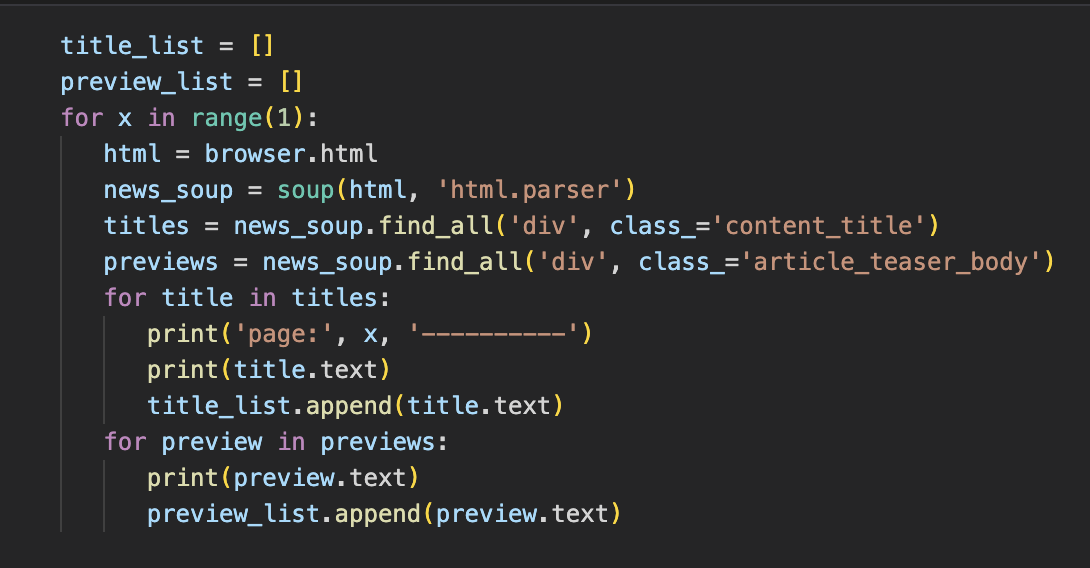 title_list = []
preview_list = []
for x in range(1):
    html = browser.html
    news_soup = soup(html, 'html.parser')
    titles = news_soup.find_all('div', class_='content_title')
    previews = news_soup.find_all('div', class_='article_teaser_body')
    for title in titles:
        print('page:', x, '----------')
        print(title.text)
        title_list.append(title.text)
    for preview in previews:
        print(preview.text)
        preview_list.append(preview.text)